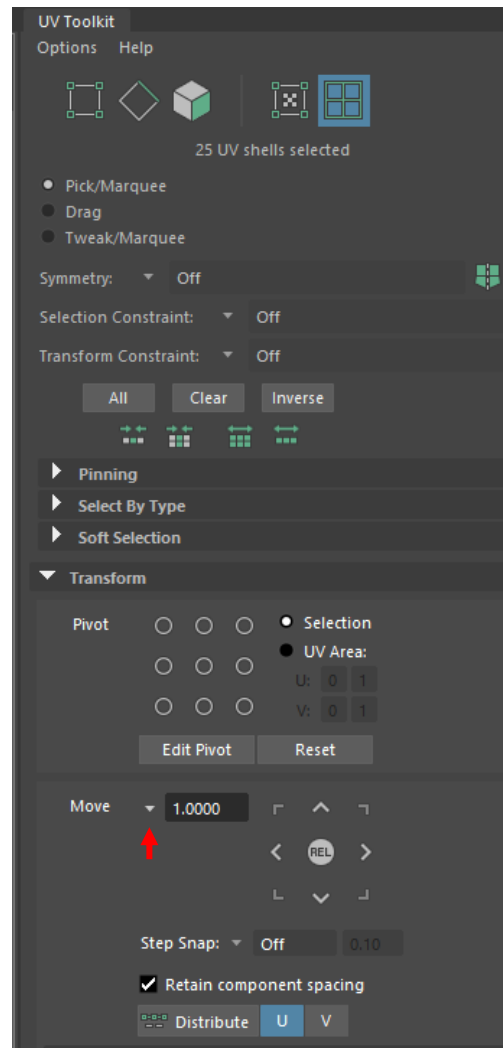 UV Toolkit
Options Help
25 UV shells selected
Pick/Marquee
Drag
Tweak/Marquee
Symmetry: Off
Selection Constraint: Off
Transform Constraint: Off
All Clear Inverse
Pinning
Select By Type
Soft Selection
Transform
Pivot
Selection
UV Area:
U: 0 1
V: 0 1
Edit Pivot Reset
Move 1.0000
REL
Step Snap: Off 0.10
Retain component spacing
Distribute U V